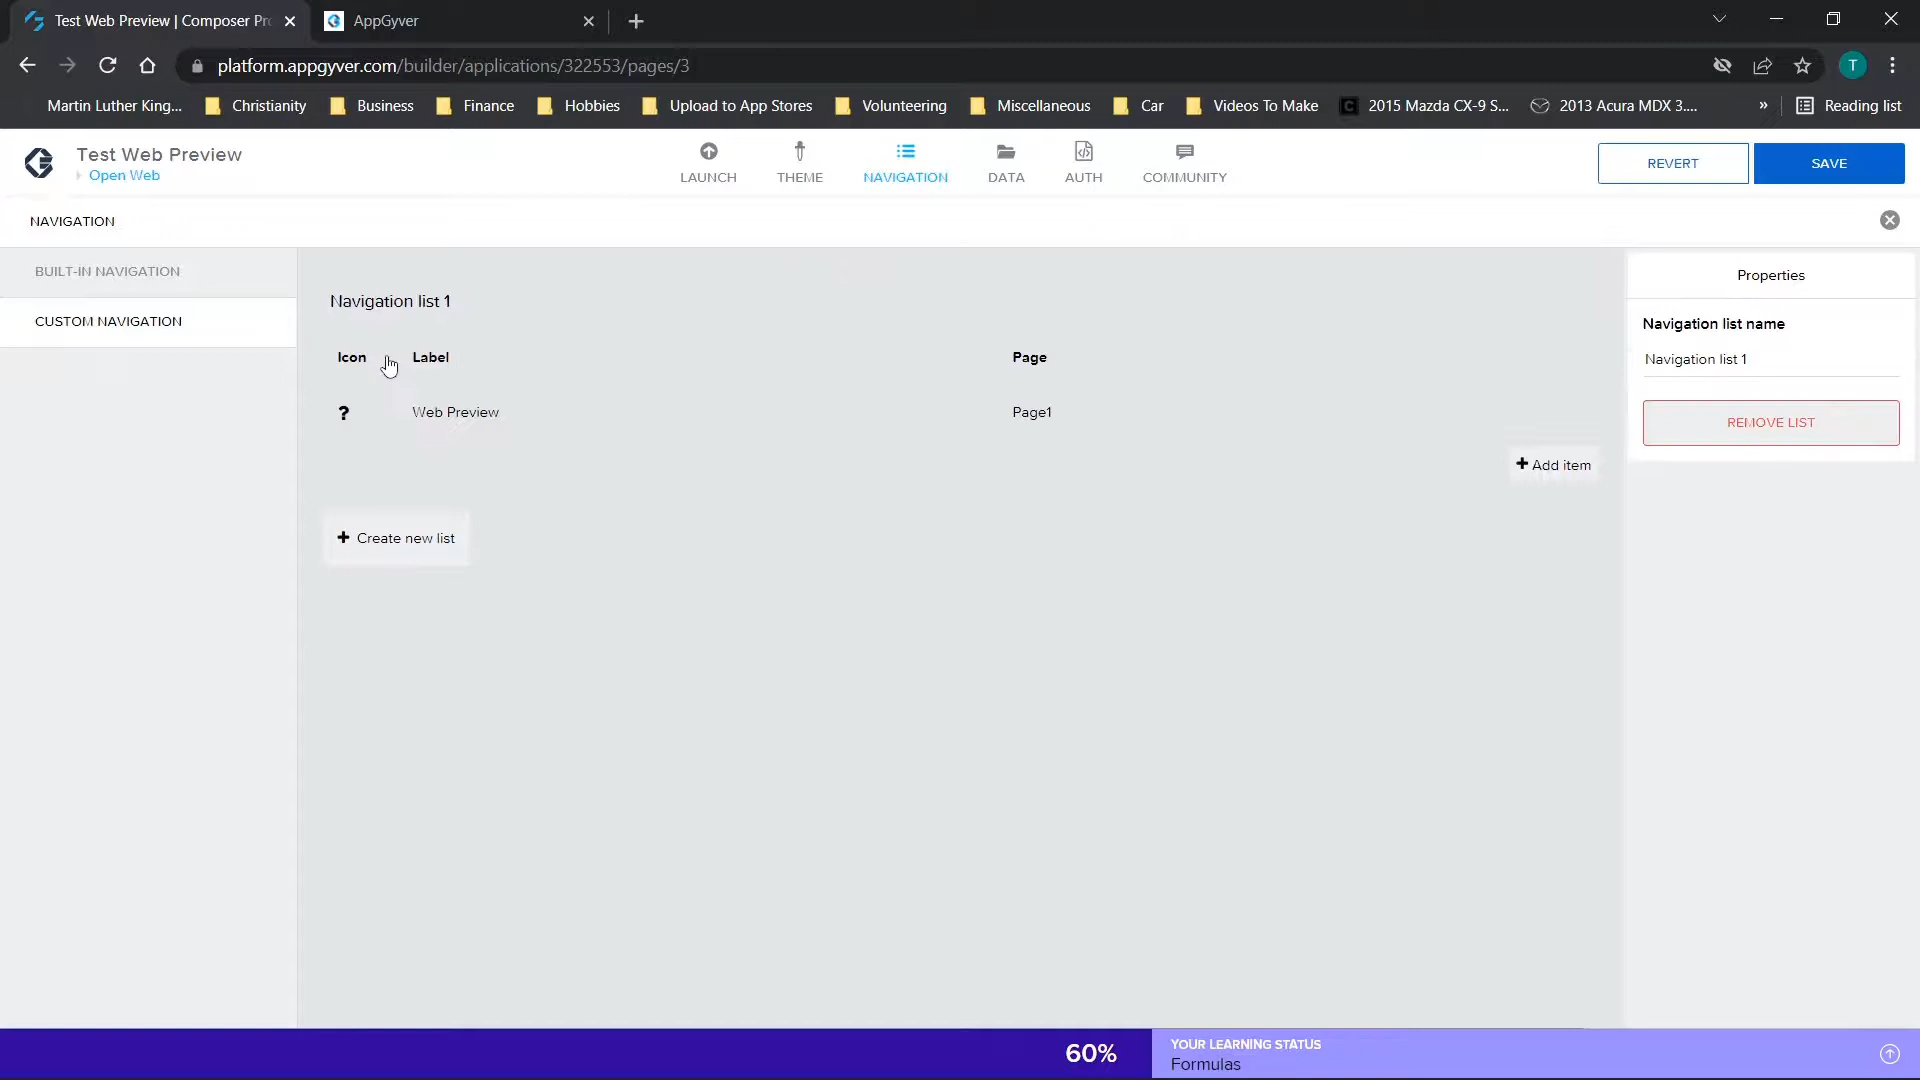 Test Web Preview | Composer Pr
AppGyver
platform.appgyver.com/builder/applications/322553/pages/3
T
Martin Luther King...
Christianity
Business
Finance
Hobbies
Upload to App Stores
Volunteering
Miscellaneous
Car
Videos To Make
2015 Mazda CX-9 S...
2013 Acura MDX 3....
»
Reading list
Test Web Preview
Open Web
LAUNCH
THEME
NAVIGATION
DATA
AUTH
COMMUNITY
REVERT
SAVE
NAVIGATION
BUILT-IN NAVIGATION
CUSTOM NAVIGATION
Navigation list 1
Icon
Label
Page
?
Web Preview
Page1
+ Add item
+ Create new list
Properties
Navigation list name
Navigation list 1
REMOVE LIST
60%
YOUR LEARNING STATUS
Formulas